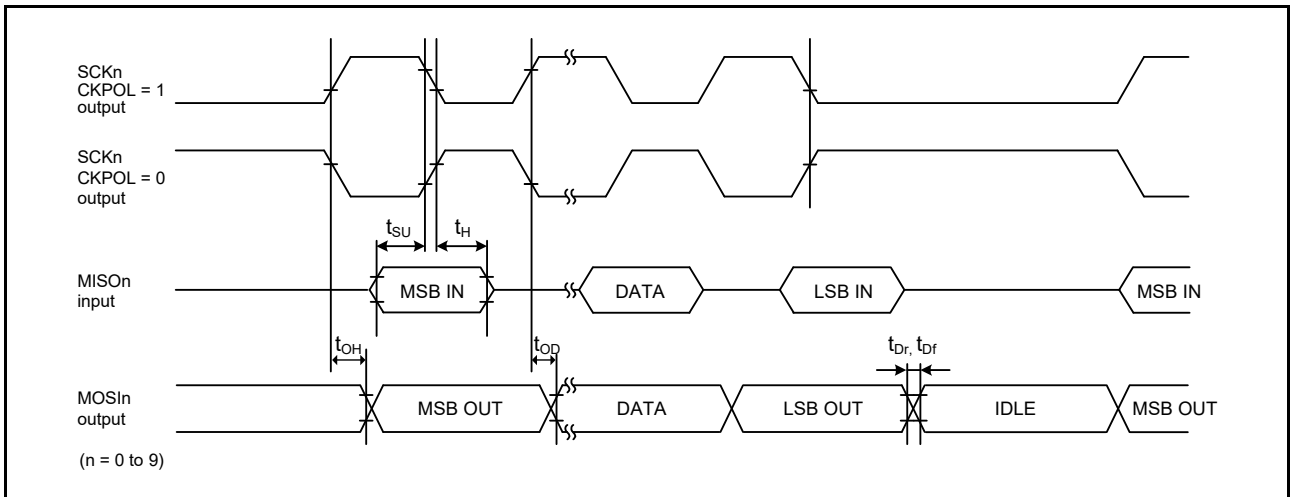 SCKn
CKPOL = 1
output
SCKn
CKPOL = 0
output
tSU
tH
MISOn
input
MSB IN
DATA
LSB IN
MSB IN
tOH
tOD
tDr, tDf
MOSIn
output
MSB OUT
DATA
LSB OUT
IDLE
MSB OUT
(n = 0 to 9)